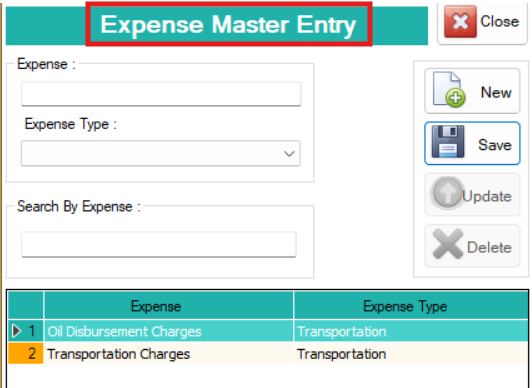 Expense Master Entry
Close
Expense :
New
Expense Type :
Save
Update
Search By Expense :
Delete
Expense Expense Type
1 Oil Disbursement Charges Transportation
2 Transportation Charges Transportation